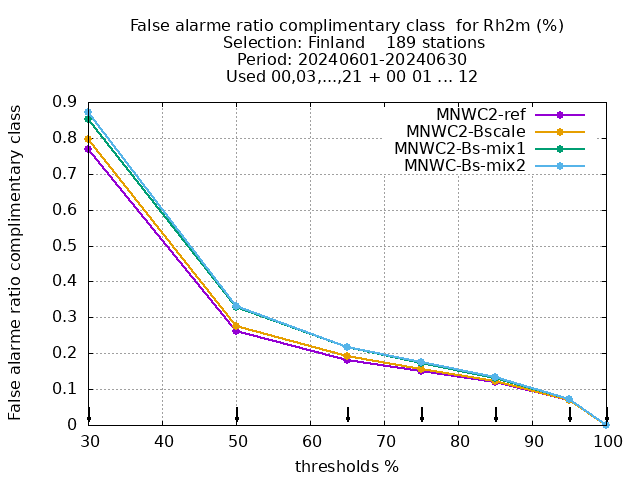 False alarme ratio complimentary class  for Rh2m (%)
Selection: Finland    189 stations
Period: 20240601-20240630
Used 00,03,...,21 + 00 01 ... 12
MNWC2-ref
MNWC2-Bscale
MNWC2-Bs-mix1
MNWC-Bs-mix2
False alarme ratio complimentary class
0.9
0.8
0.7
0.6
0.5
0.4
0.3
0.2
0.1
0
30 40 50 60 70 80 90 100
thresholds %